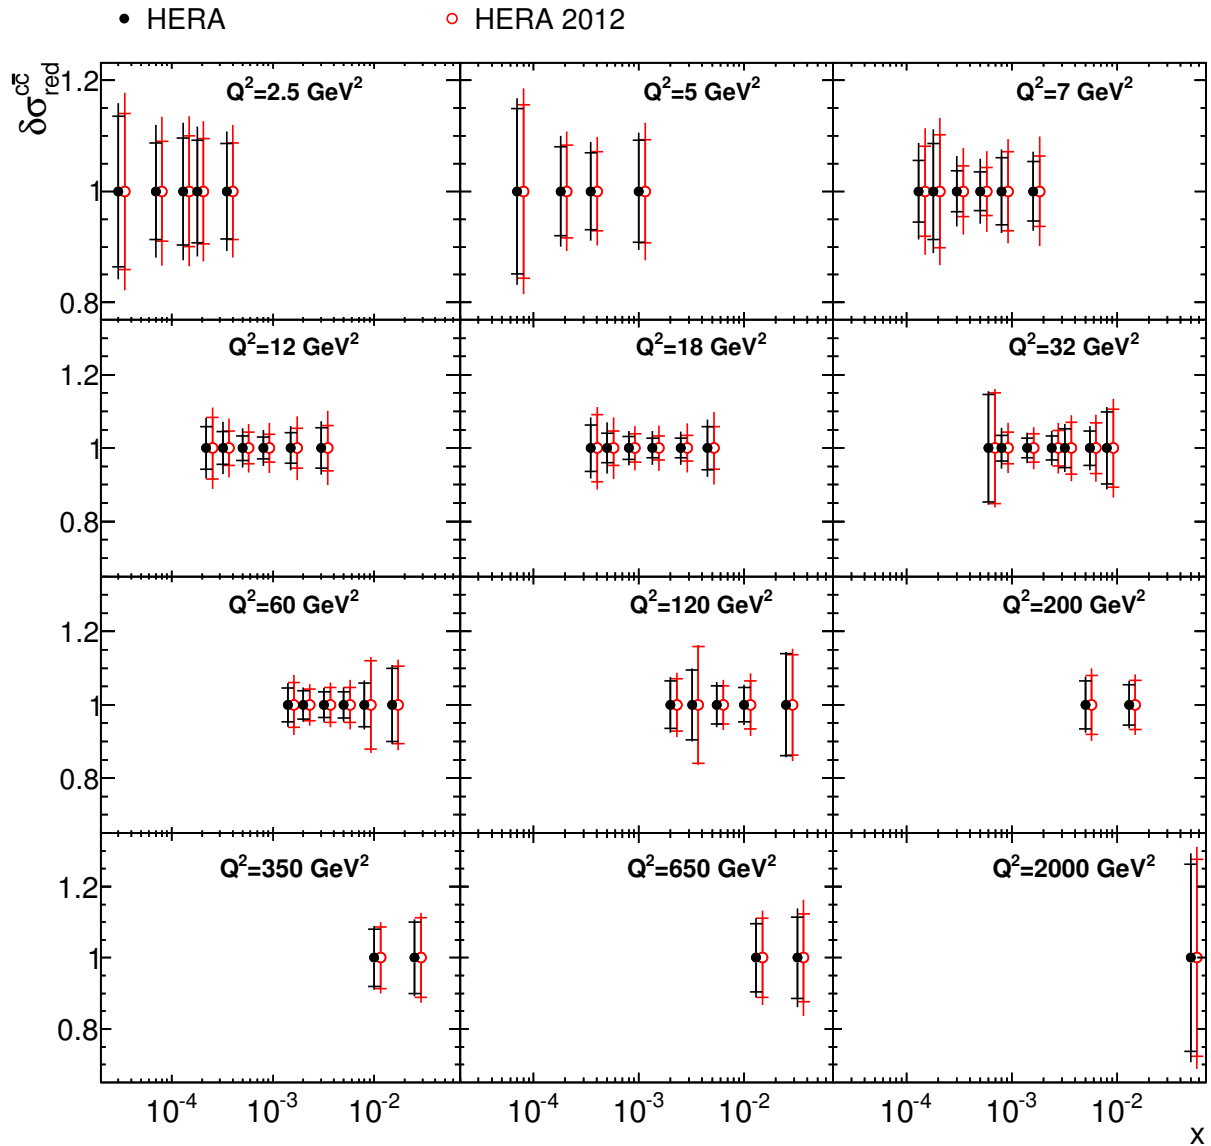 HERA HERA 2012
δσ^{cc̄}_{red}
Q²=2.5 GeV² Q²=5 GeV² Q²=7 GeV²
1.2
1
0.8
Q²=12 GeV² Q²=18 GeV² Q²=32 GeV²
1.2
1
0.8
Q²=60 GeV² Q²=120 GeV² Q²=200 GeV²
1.2
1
0.8
Q²=350 GeV² Q²=650 GeV² Q²=2000 GeV²
1.2
1
0.8
10⁻⁴ 10⁻³ 10⁻² 10⁻⁴ 10⁻³ 10⁻² 10⁻⁴ 10⁻³ 10⁻²
x